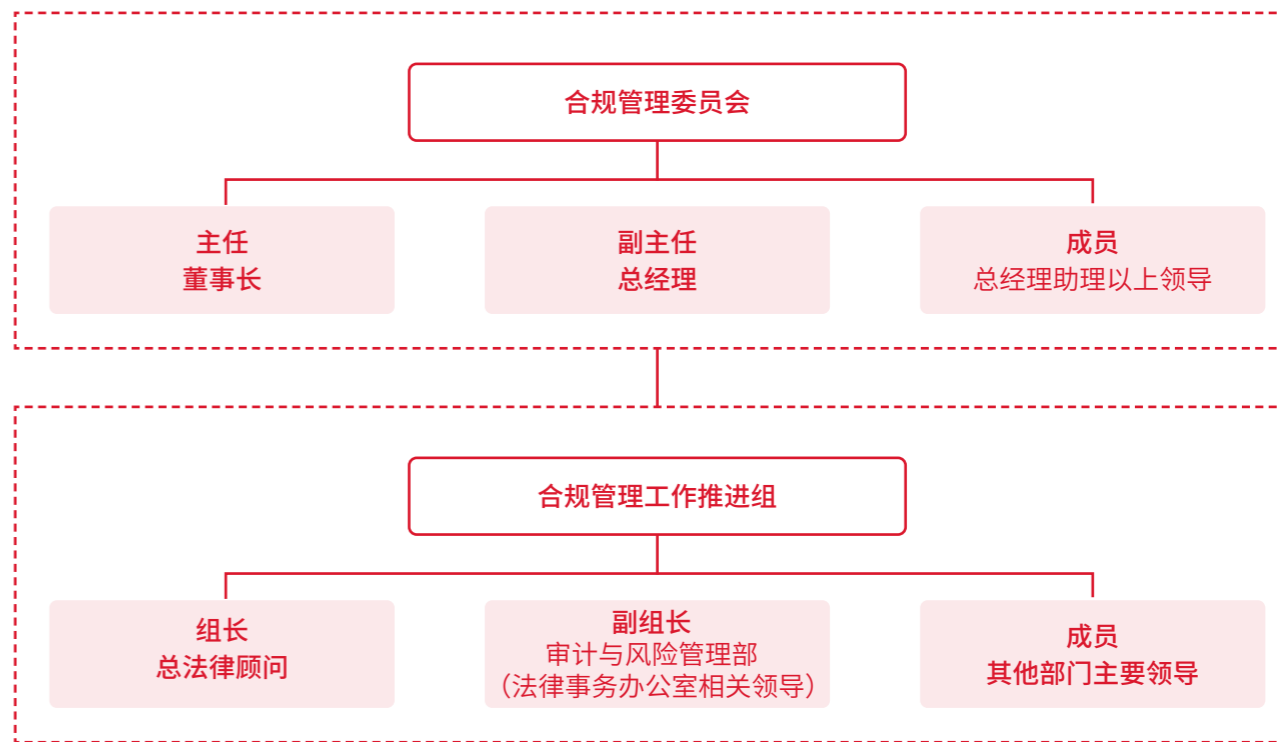 合规管理委员会
主任
董事长
副主任
总经理
成员
总经理助理以上领导
合规管理工作推进组
组长
总法律顾问
副组长
审计与风险管理部
（法律事务办公室相关领导）
成员
其他部门主要领导